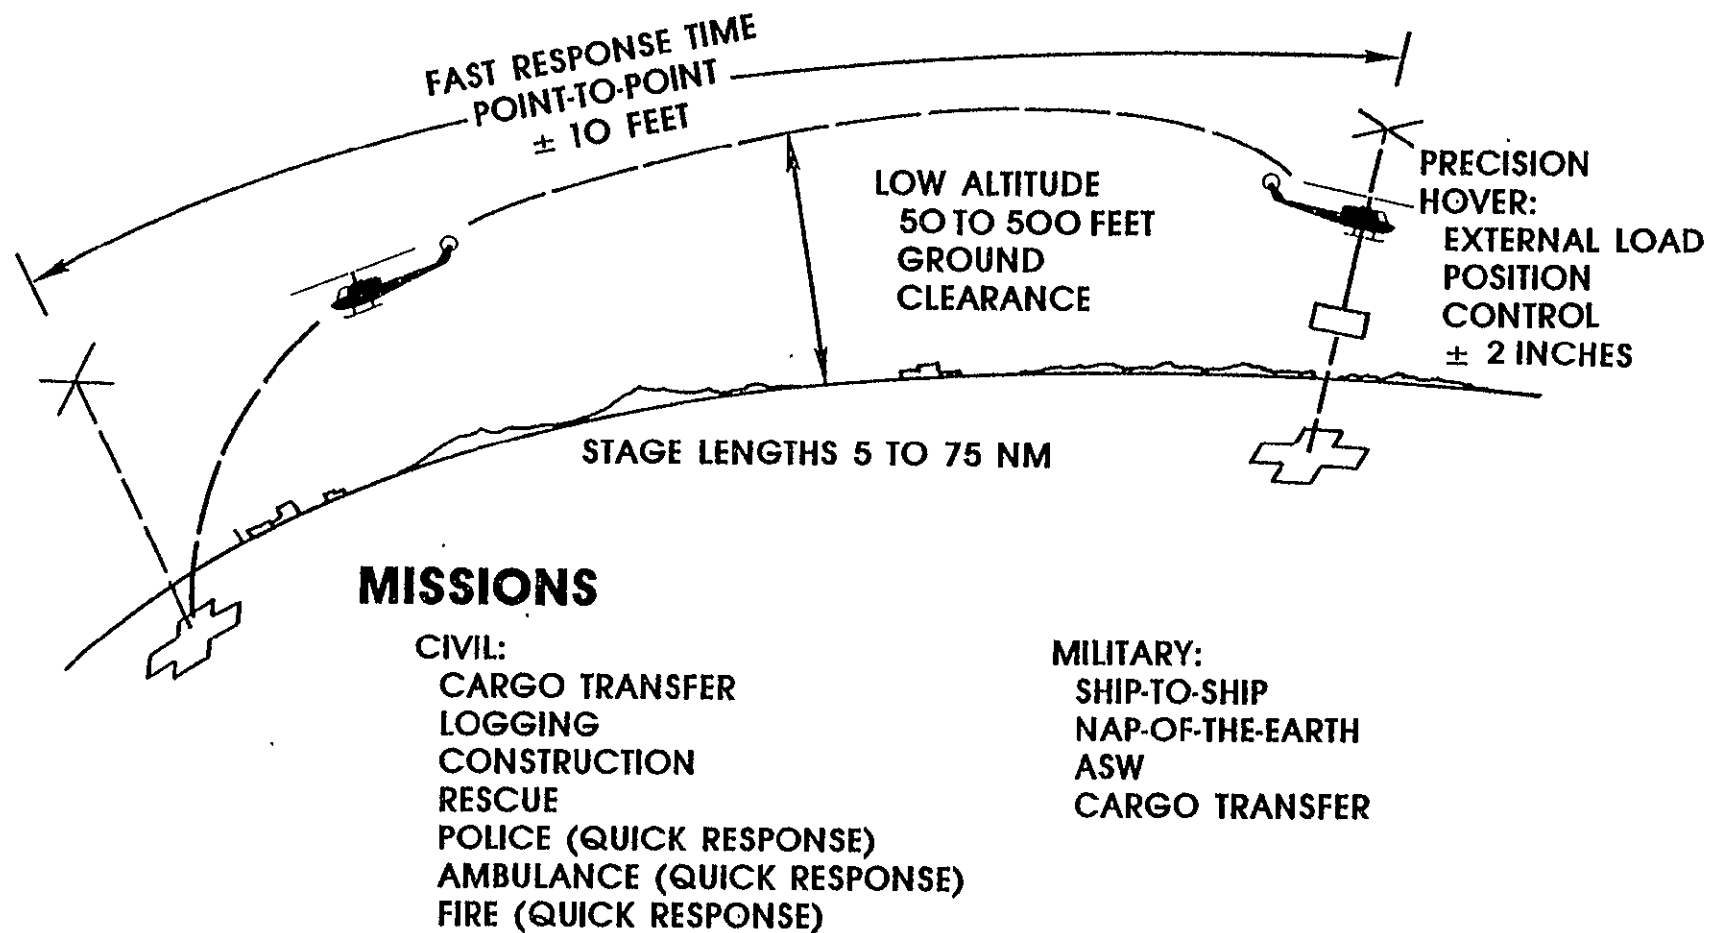 FAST RESPONSE TIME
POINT-TO-POINT
± 10 FEET
LOW ALTITUDE
50 TO 500 FEET
GROUND
CLEARANCE
PRECISION
HOVER:
EXTERNAL LOAD
POSITION
CONTROL
± 2 INCHES
STAGE LENGTHS 5 TO 75 NM
MISSIONS
CIVIL:
CARGO TRANSFER
LOGGING
CONSTRUCTION
RESCUE
POLICE (QUICK RESPONSE)
AMBULANCE (QUICK RESPONSE)
FIRE (QUICK RESPONSE)
MILITARY:
SHIP-TO-SHIP
NAP-OF-THE-EARTH
ASW
CARGO TRANSFER